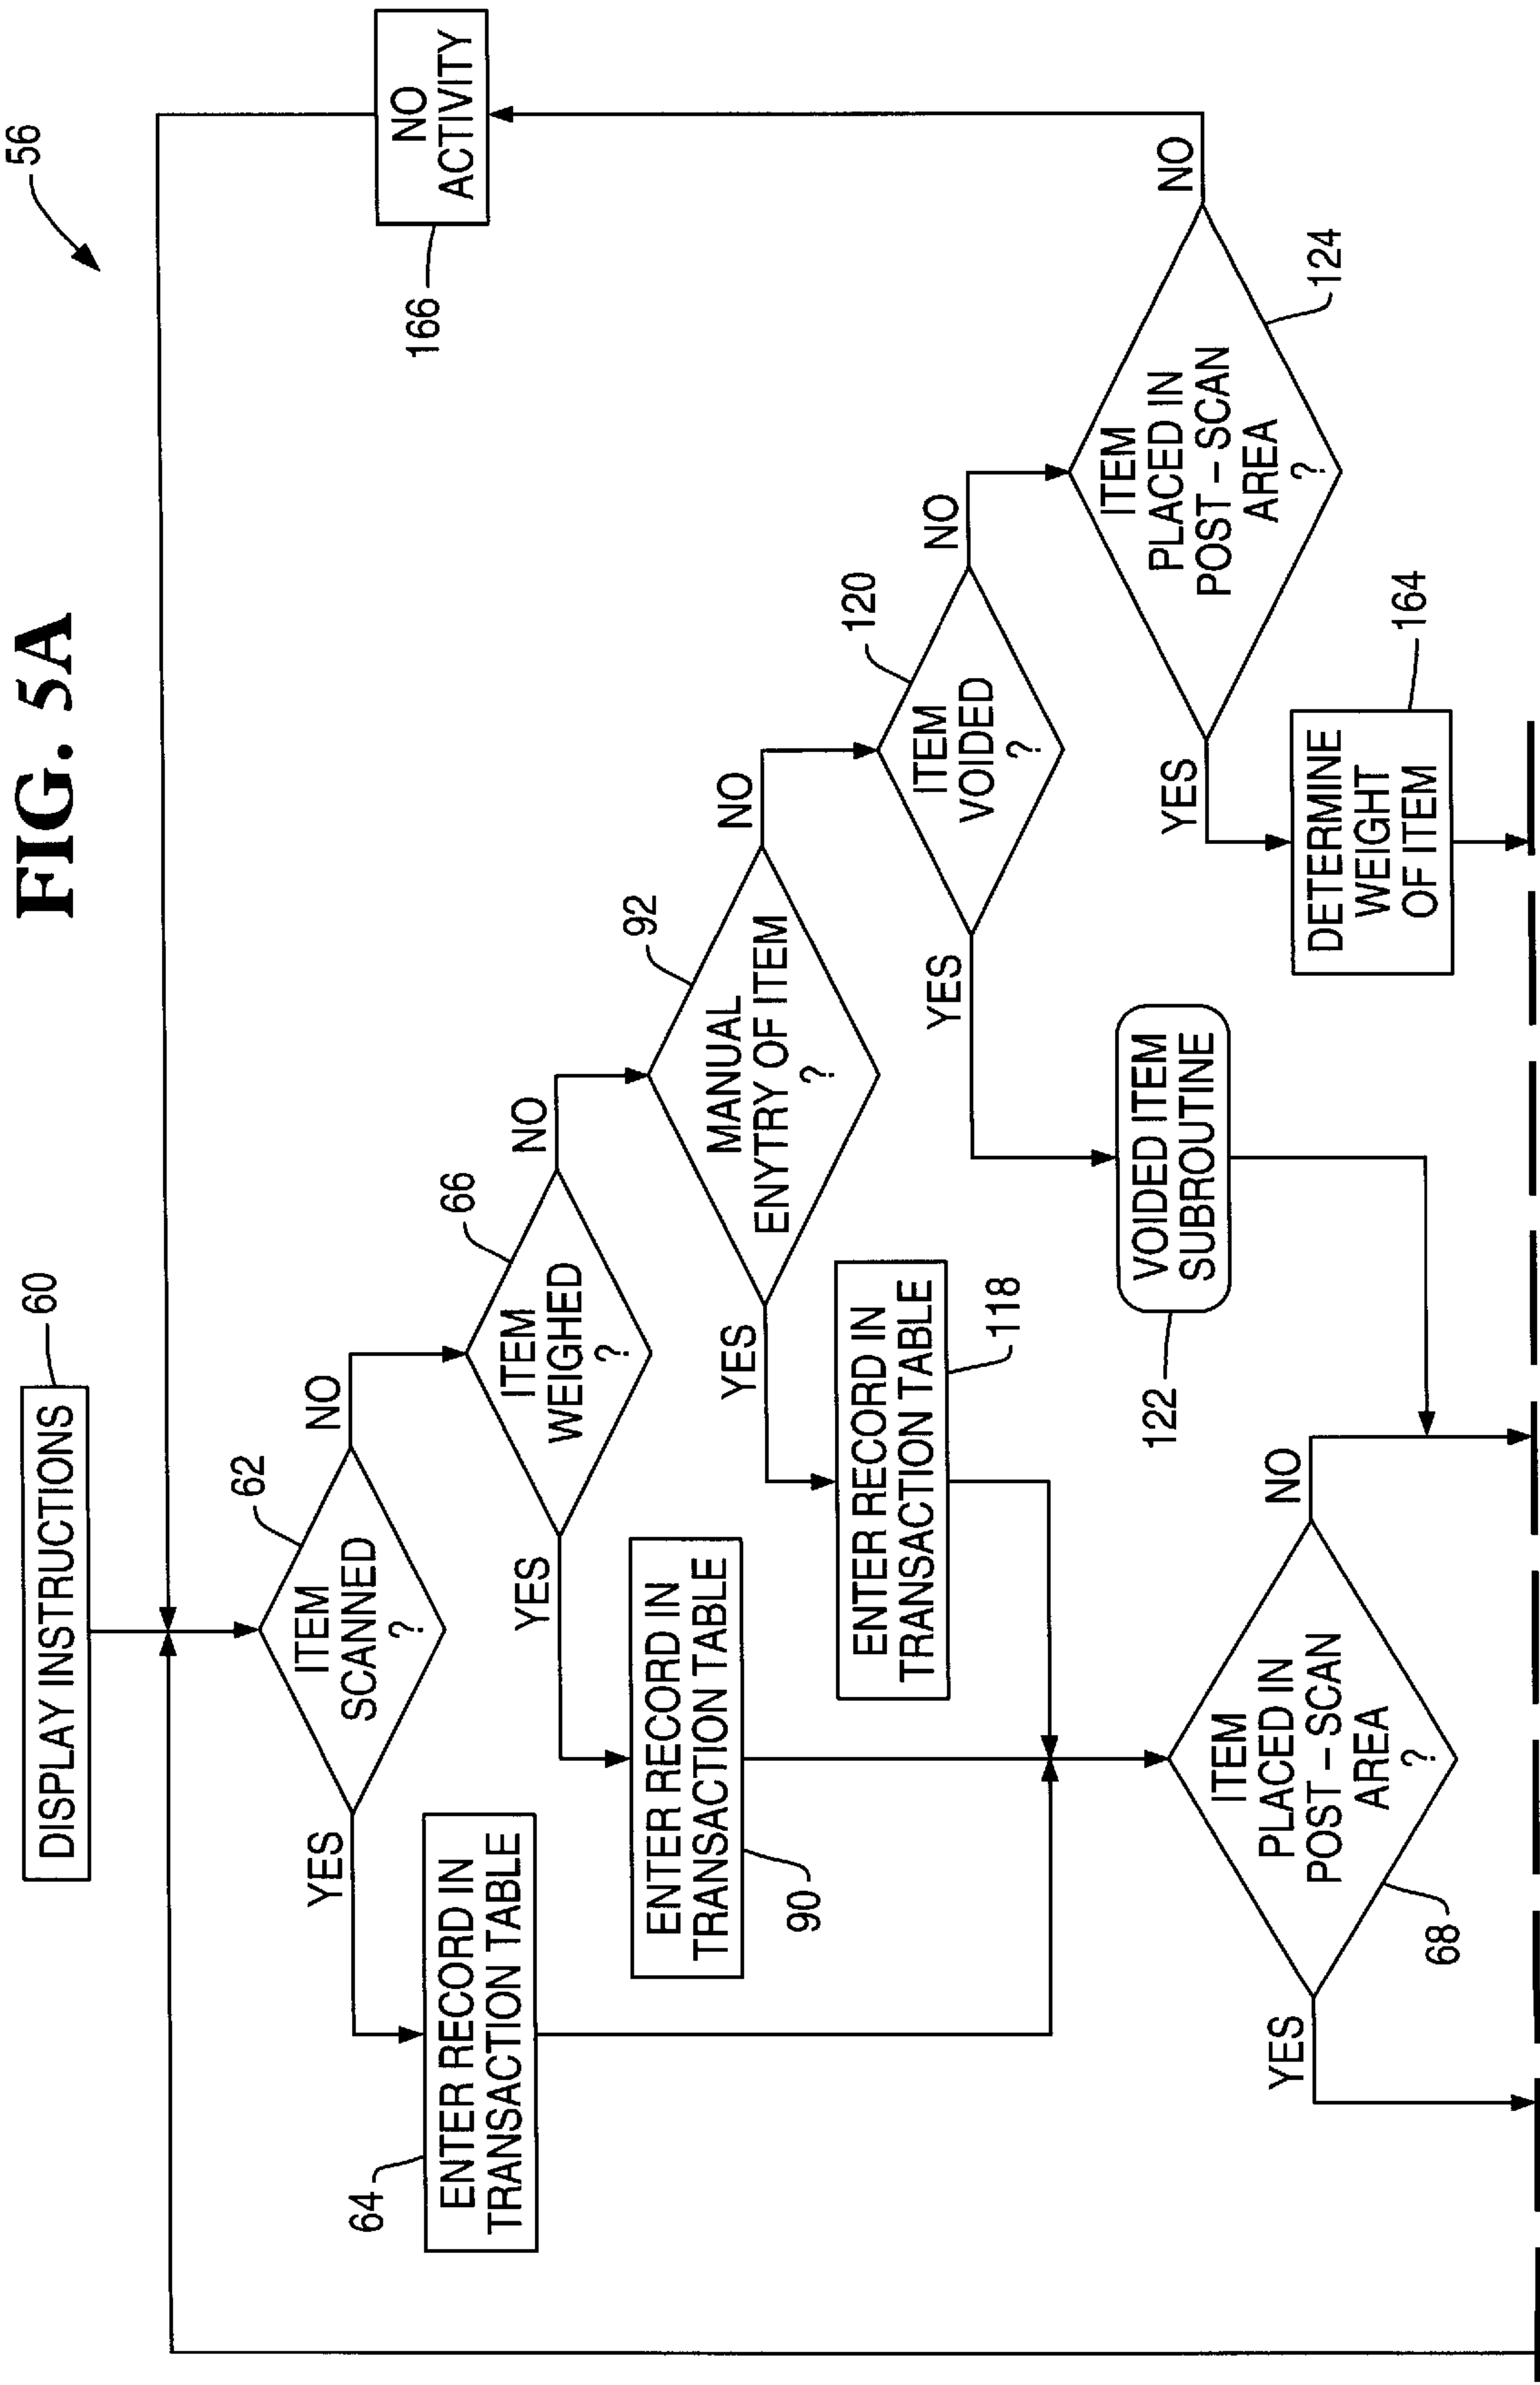 FIG. 5A
56
DISPLAY INSTRUCTIONS
60
ITEM
SCANNED
?
62
YES
NO
ENTER RECORD IN
TRANSACTION TABLE
64
ITEM
WEIGHED
?
66
YES
NO
ENTER RECORD IN
TRANSACTION TABLE
90
MANUAL
ENYTRY OF ITEM
?
92
YES
NO
ENTER RECORD IN
TRANSACTION TABLE
118
ITEM
VOIDED
?
120
YES
NO
VOIDED ITEM
SUBROUTINE
122
ITEM
PLACED IN
POST – SCAN
AREA
?
124
YES
NO
NO
ACTIVITY
166
DETERMINE
WEIGHT
OF ITEM
164
ITEM
PLACED IN
POST – SCAN
AREA
?
68
YES
NO